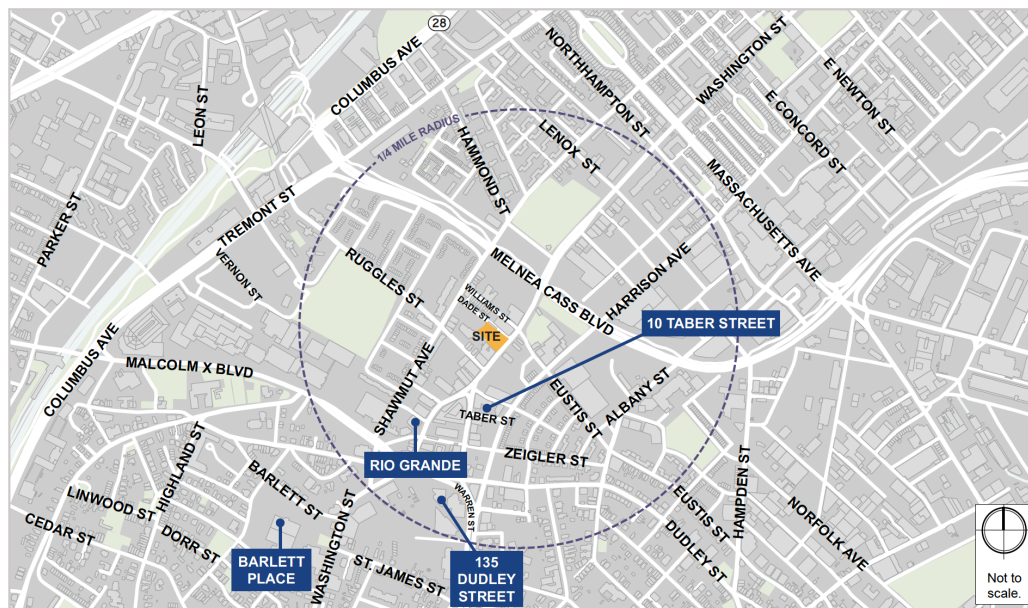 28
COLUMBUS AVE
NORTHHAMPTON ST
WASHINGTON ST
E NEWTON ST
LEON ST
E CONCORD ST
1/4 MILE RADIUS
HAMMOND ST
LENOX ST
MASSACHUSETTS AVE
PARKER ST
TREMONT ST
VERNON ST
RUGGLES ST
MELNEA CASS BLVD
HARRISON AVE
WILLIAMS ST
DADE ST
SITE
10 TABER STREET
COLUMBUS AVE
MALCOLM X BLVD
SHAWMUT AVE
EUSTIS ST
ALBANY ST
TABER ST
ZEIGLER ST
RIO GRANDE
HIGHLAND ST
BARLETT ST
LINWOOD ST
CEDAR ST
DORR ST
WASHINGTON ST
WARREN ST
EUSTIS ST
DUDLEY ST
HAMPDEN ST
NORFOLK AVE
BARLETT
PLACE
ST. JAMES ST
135
DUDLEY
STREET
Not to
scale.